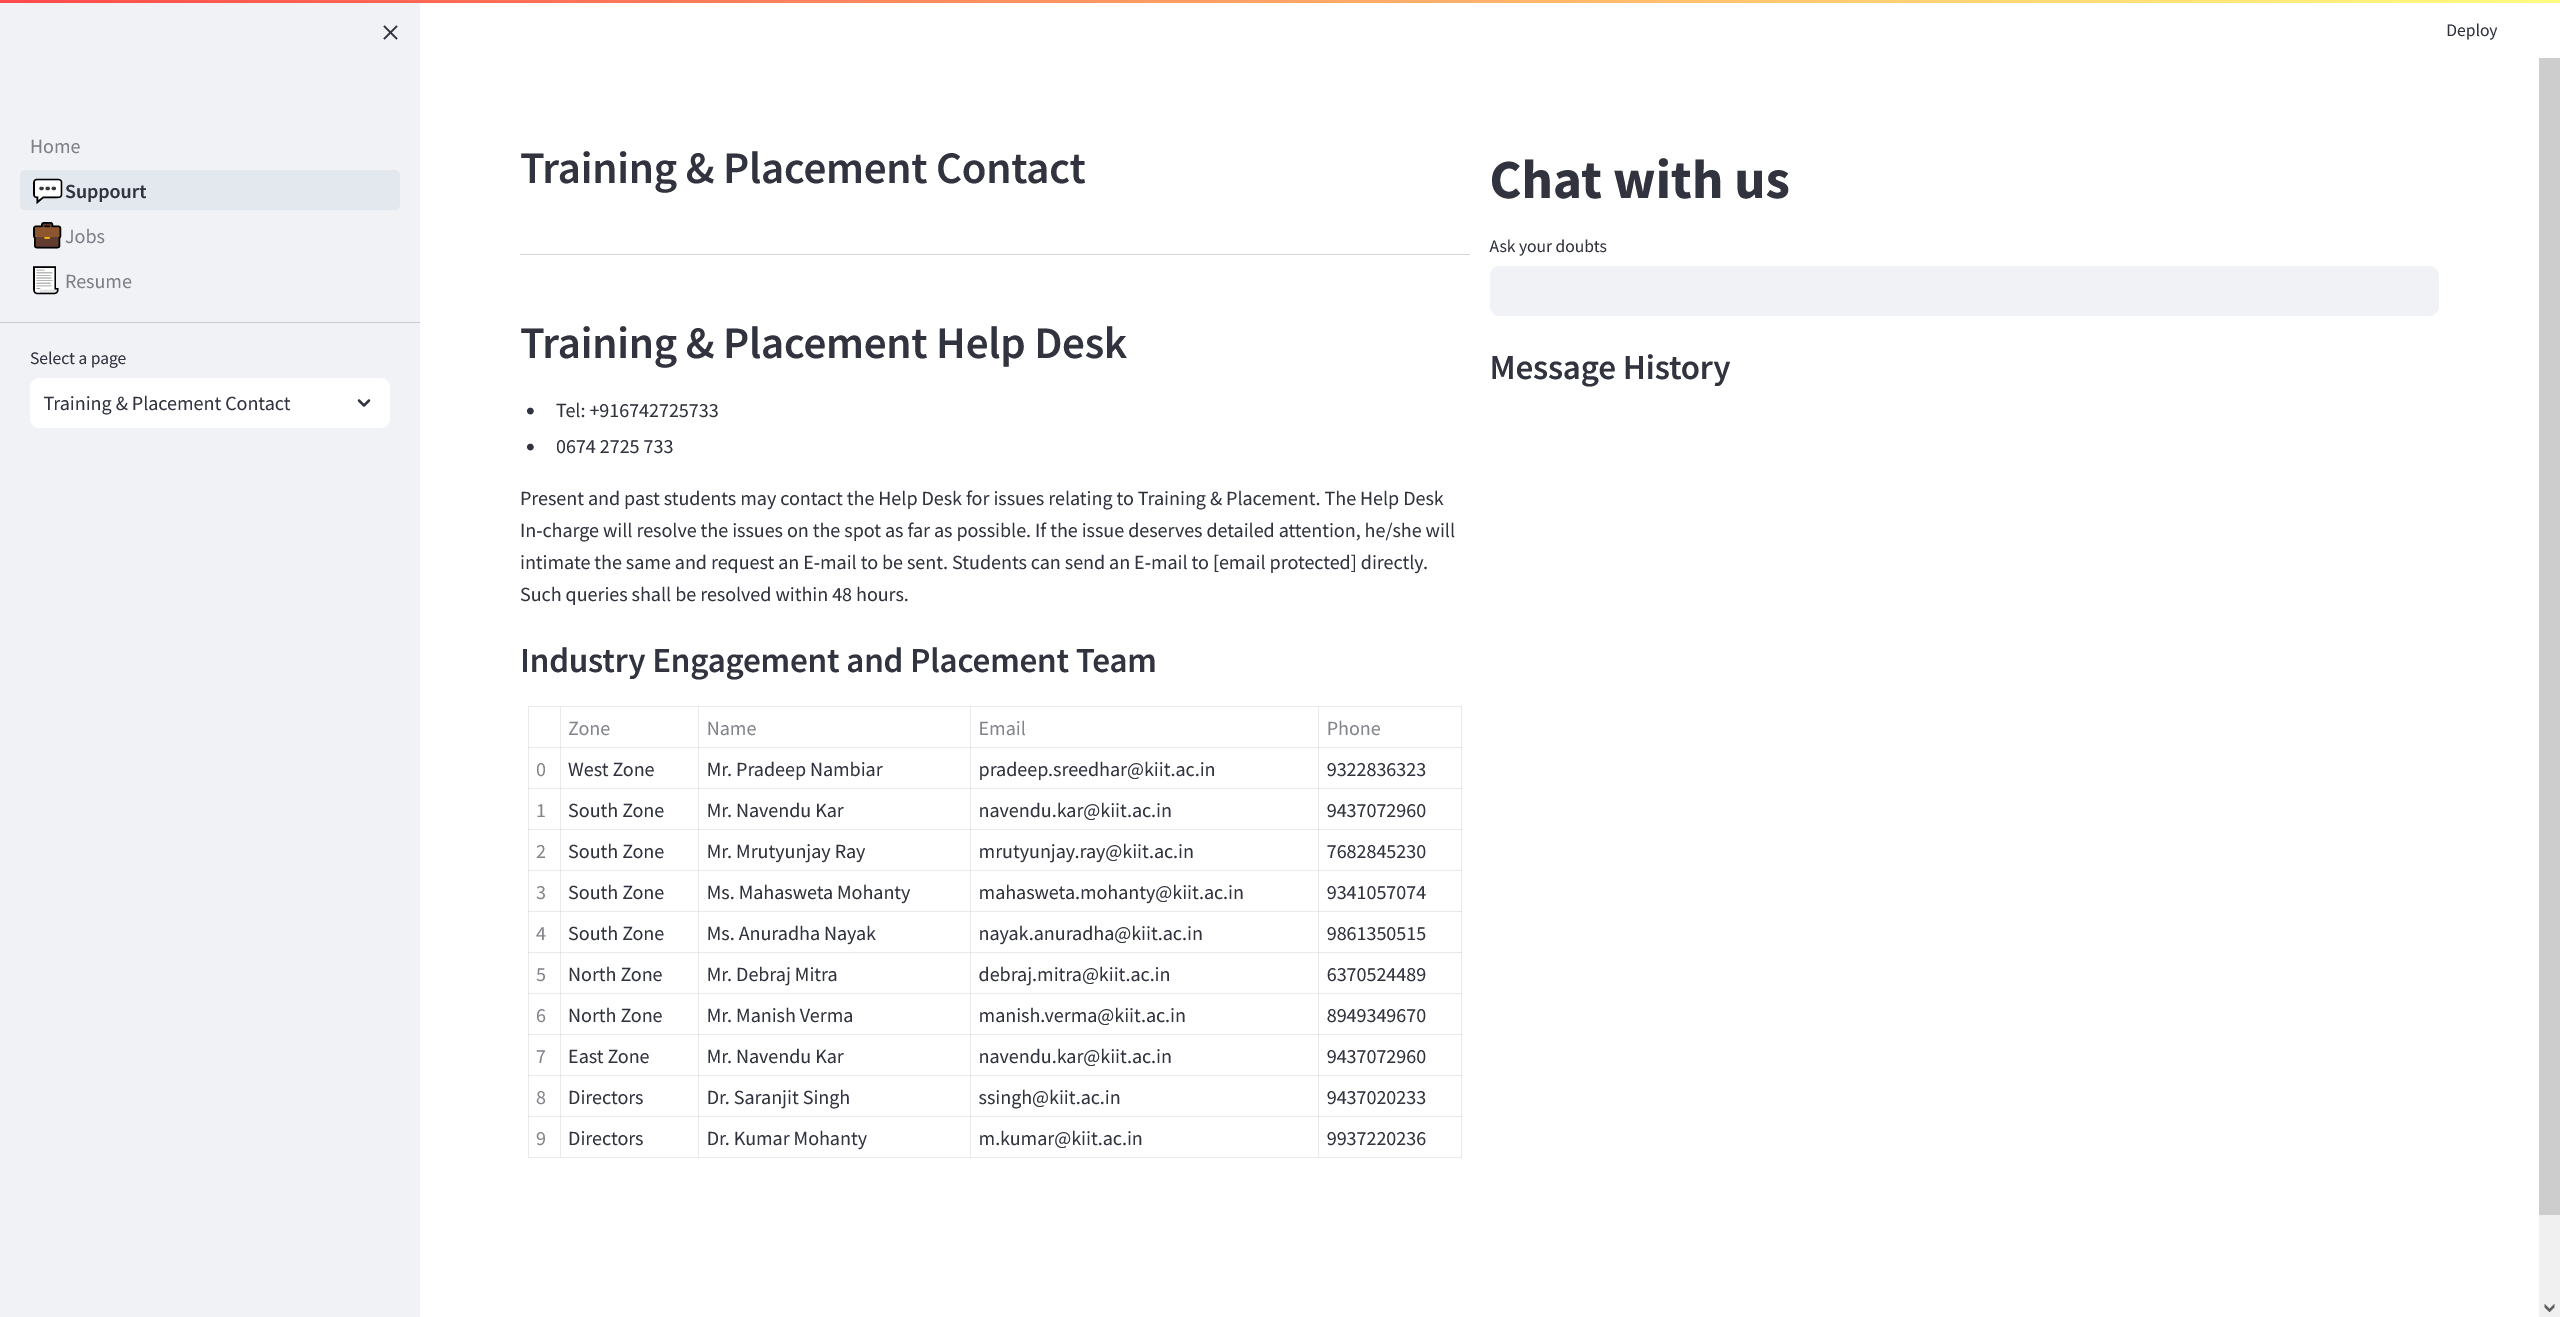 Deploy
Home
Suppourt
Jobs
Resume
Select a page
Training & Placement Contact
Training & Placement Contact
Training & Placement Help Desk
Tel: +916742725733
0674 2725 733
Present and past students may contact the Help Desk for issues relating to Training & Placement. The Help Desk
In-charge will resolve the issues on the spot as far as possible. If the issue deserves detailed attention, he/she will
intimate the same and request an E-mail to be sent. Students can send an E-mail to [email protected] directly.
Such queries shall be resolved within 48 hours.
Industry Engagement and Placement Team
Zone Name Email Phone
0 West Zone Mr. Pradeep Nambiar pradeep.sreedhar@kiit.ac.in 9322836323
1 South Zone Mr. Navendu Kar navendu.kar@kiit.ac.in 9437072960
2 South Zone Mr. Mrutyunjay Ray mrutyunjay.ray@kiit.ac.in 7682845230
3 South Zone Ms. Mahasweta Mohanty mahasweta.mohanty@kiit.ac.in 9341057074
4 South Zone Ms. Anuradha Nayak nayak.anuradha@kiit.ac.in 9861350515
5 North Zone Mr. Debraj Mitra debraj.mitra@kiit.ac.in 6370524489
6 North Zone Mr. Manish Verma manish.verma@kiit.ac.in 8949349670
7 East Zone Mr. Navendu Kar navendu.kar@kiit.ac.in 9437072960
8 Directors Dr. Saranjit Singh ssingh@kiit.ac.in 9437020233
9 Directors Dr. Kumar Mohanty m.kumar@kiit.ac.in 9937220236
Chat with us
Ask your doubts
Message History